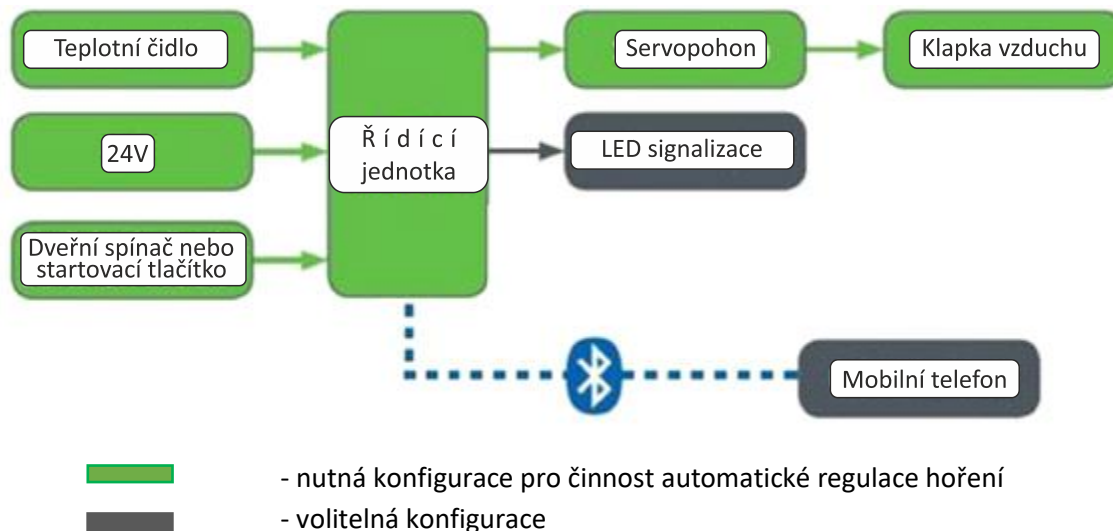 Teplotní čidlo
Servopohon
Klapka vzduchu
24V
Ř í d í c í
jednotka
LED signalizace
Dveřní spínač nebo
startovací tlačítko
Mobilní telefon
- nutná konfigurace pro činnost automatické regulace hoření
- volitelná konfigurace